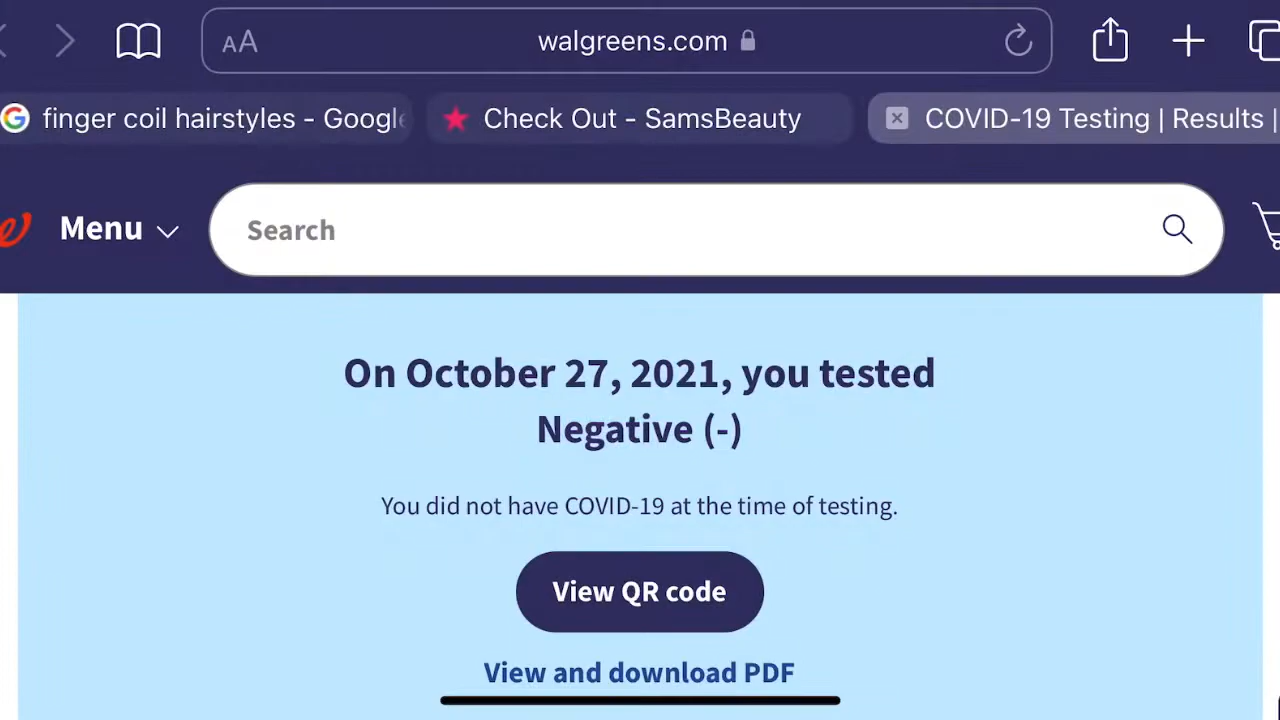 AA walgreens.com
finger coil hairstyles - Google
Check Out - SamsBeauty
COVID-19 Testing | Results |
Menu
Search
On October 27, 2021, you tested
Negative (-)
You did not have COVID-19 at the time of testing.
View QR code
View and download PDF